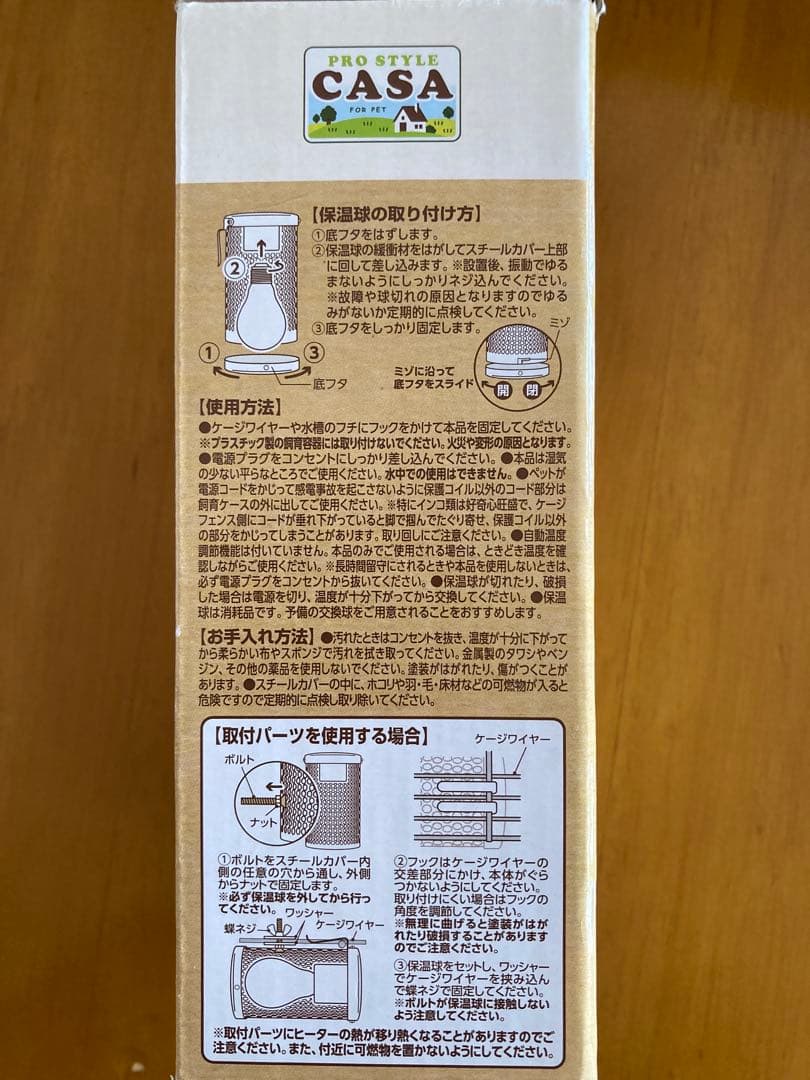 PRO STYLE
CASA
FOR PET
【保温球の取り付け方】
①底フタをはずします。
②保温球の緩衝材をはがしてスチールカバー上部
に回して差し込みます。※設置後、振動でゆる
まないようにしっかりネジ込んでください。
※故障や球切れの原因となりますのでゆる
みがないか定期的に点検してください。
③底フタをしっかり固定します。
②
①
③
底フタ
ミゾ
ミゾに沿って
底フタをスライド
開
閉
【使用方法】
●ケージワイヤーや水槽のフチにフックをかけて本品を固定してください。
※プラスチック製の飼育容器には取り付けないでください。火災や変形の原因となります。
●電源プラグをコンセントにしっかり差し込んでください。●本品は湿気
の少ない平らなところでご使用ください。水中での使用はできません。●ペットが
電源コードをかじって感電事故を起こさないように保護コイル以外のコード部分は
飼育ケースの外に出してご使用ください。※特にインコ類は好奇心旺盛で、ケージ
フェンス側にコードが垂れ下がっていると脚で掴んでたぐり寄せ、保護コイル以外
の部分をかじってしまうことがあります。取り回しにご注意ください。●自動温度
調節機能は付いていません。本品のみでご使用される場合は、ときどき温度を確
認しながらご使用ください。※長時間留守にされるときや本品を使用しないときは、
必ず電源プラグをコンセントから抜いてください。●保温球が切れたり、破損
した場合は電源を切り、温度が十分下がってから交換してください。●保温
球は消耗品です。予備の交換球をご用意されることをおすすめします。
【お手入れ方法】●汚れたときはコンセントを抜き、温度が十分に下がって
から柔らかい布やスポンジで汚れを拭き取ってください。金属製のタワシやベン
ジン、その他の薬品を使用しないでください。塗装がはがれたり、傷がつくことが
あります。●スチールカバーの中に、ホコリや羽・毛・床材などの可燃物が入ると
危険ですので定期的に点検し取り除いてください。
【取付パーツを使用する場合】
ケージワイヤー
ボルト
ナット
①ボルトをスチールカバー内
側の任意の穴から通し、外側
からナットで固定します。
※必ず保温球を外してから行っ
てください。
ワッシャー
蝶ネジ
ケージワイヤー
②フックはケージワイヤーの
交差部分にかけ、本体がぐら
つかないようにしてください。
取り付けにくい場合はフックの
角度を調節してください。
※無理に曲げると塗装がはが
れたり破損することがあります
のでご注意ください。
③保温球をセットし、ワッシャー
でケージワイヤーを挟み込ん
で蝶ネジで固定してください。
※ボルトが保温球に接触しない
よう注意してください。
※取付パーツにヒーターの熱が移り熱くなることがありますのでご
注意ください。また、付近に可燃物を置かないようにしてください。